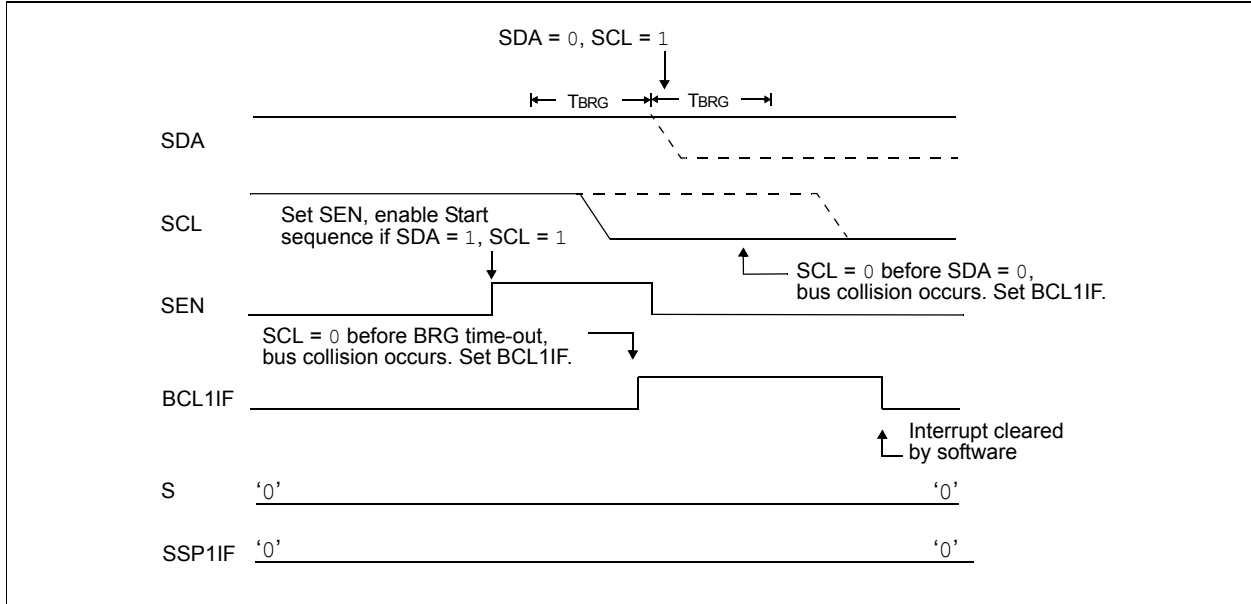 SDA = 0, SCL = 1
TBRG TBRG
SDA
SCL
Set SEN, enable Start
sequence if SDA = 1, SCL = 1
SCL = 0 before SDA = 0,
bus collision occurs. Set BCL1IF.
SEN
SCL = 0 before BRG time-out,
bus collision occurs. Set BCL1IF.
BCL1IF
Interrupt cleared
by software
S ‘0’ ‘0’
SSP1IF ‘0’ ‘0’